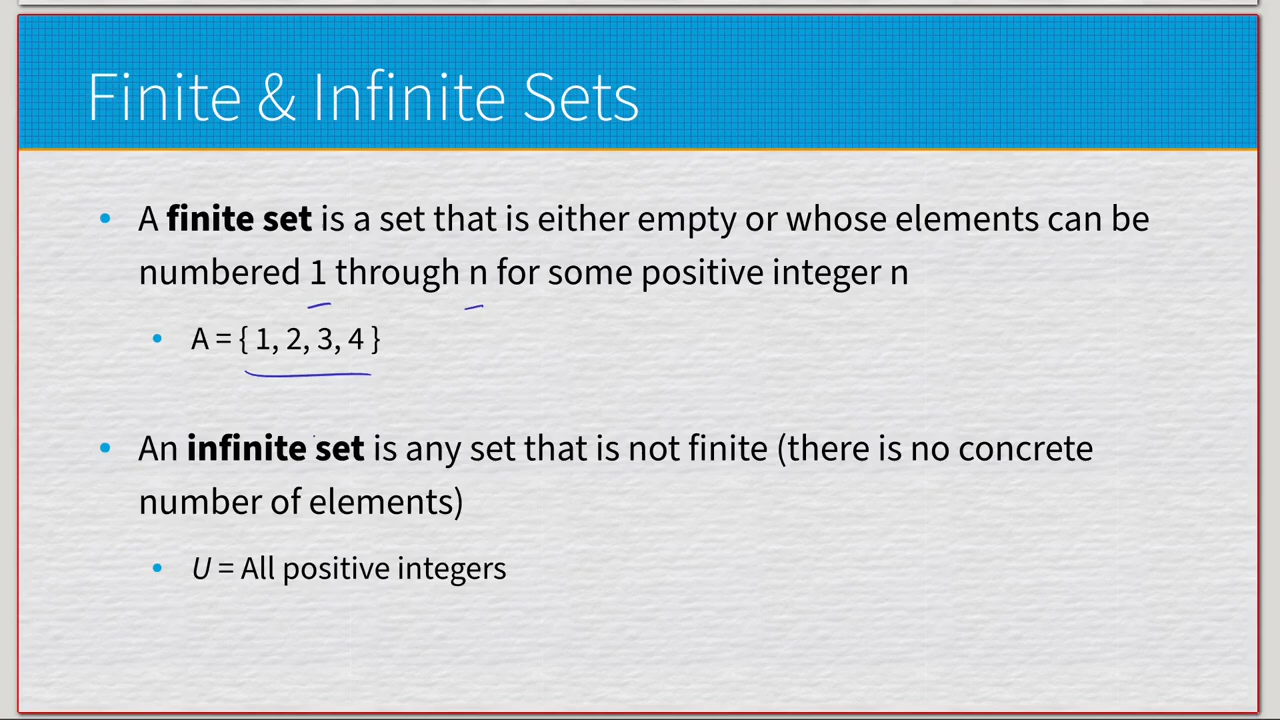 Finite & Infinite Sets
• A finite set is a set that is either empty or whose elements can be
numbered 1 through n for some positive integer n
• A = { 1, 2, 3, 4 }
• An infinite set is any set that is not finite (there is no concrete
number of elements)
• U = All positive integers